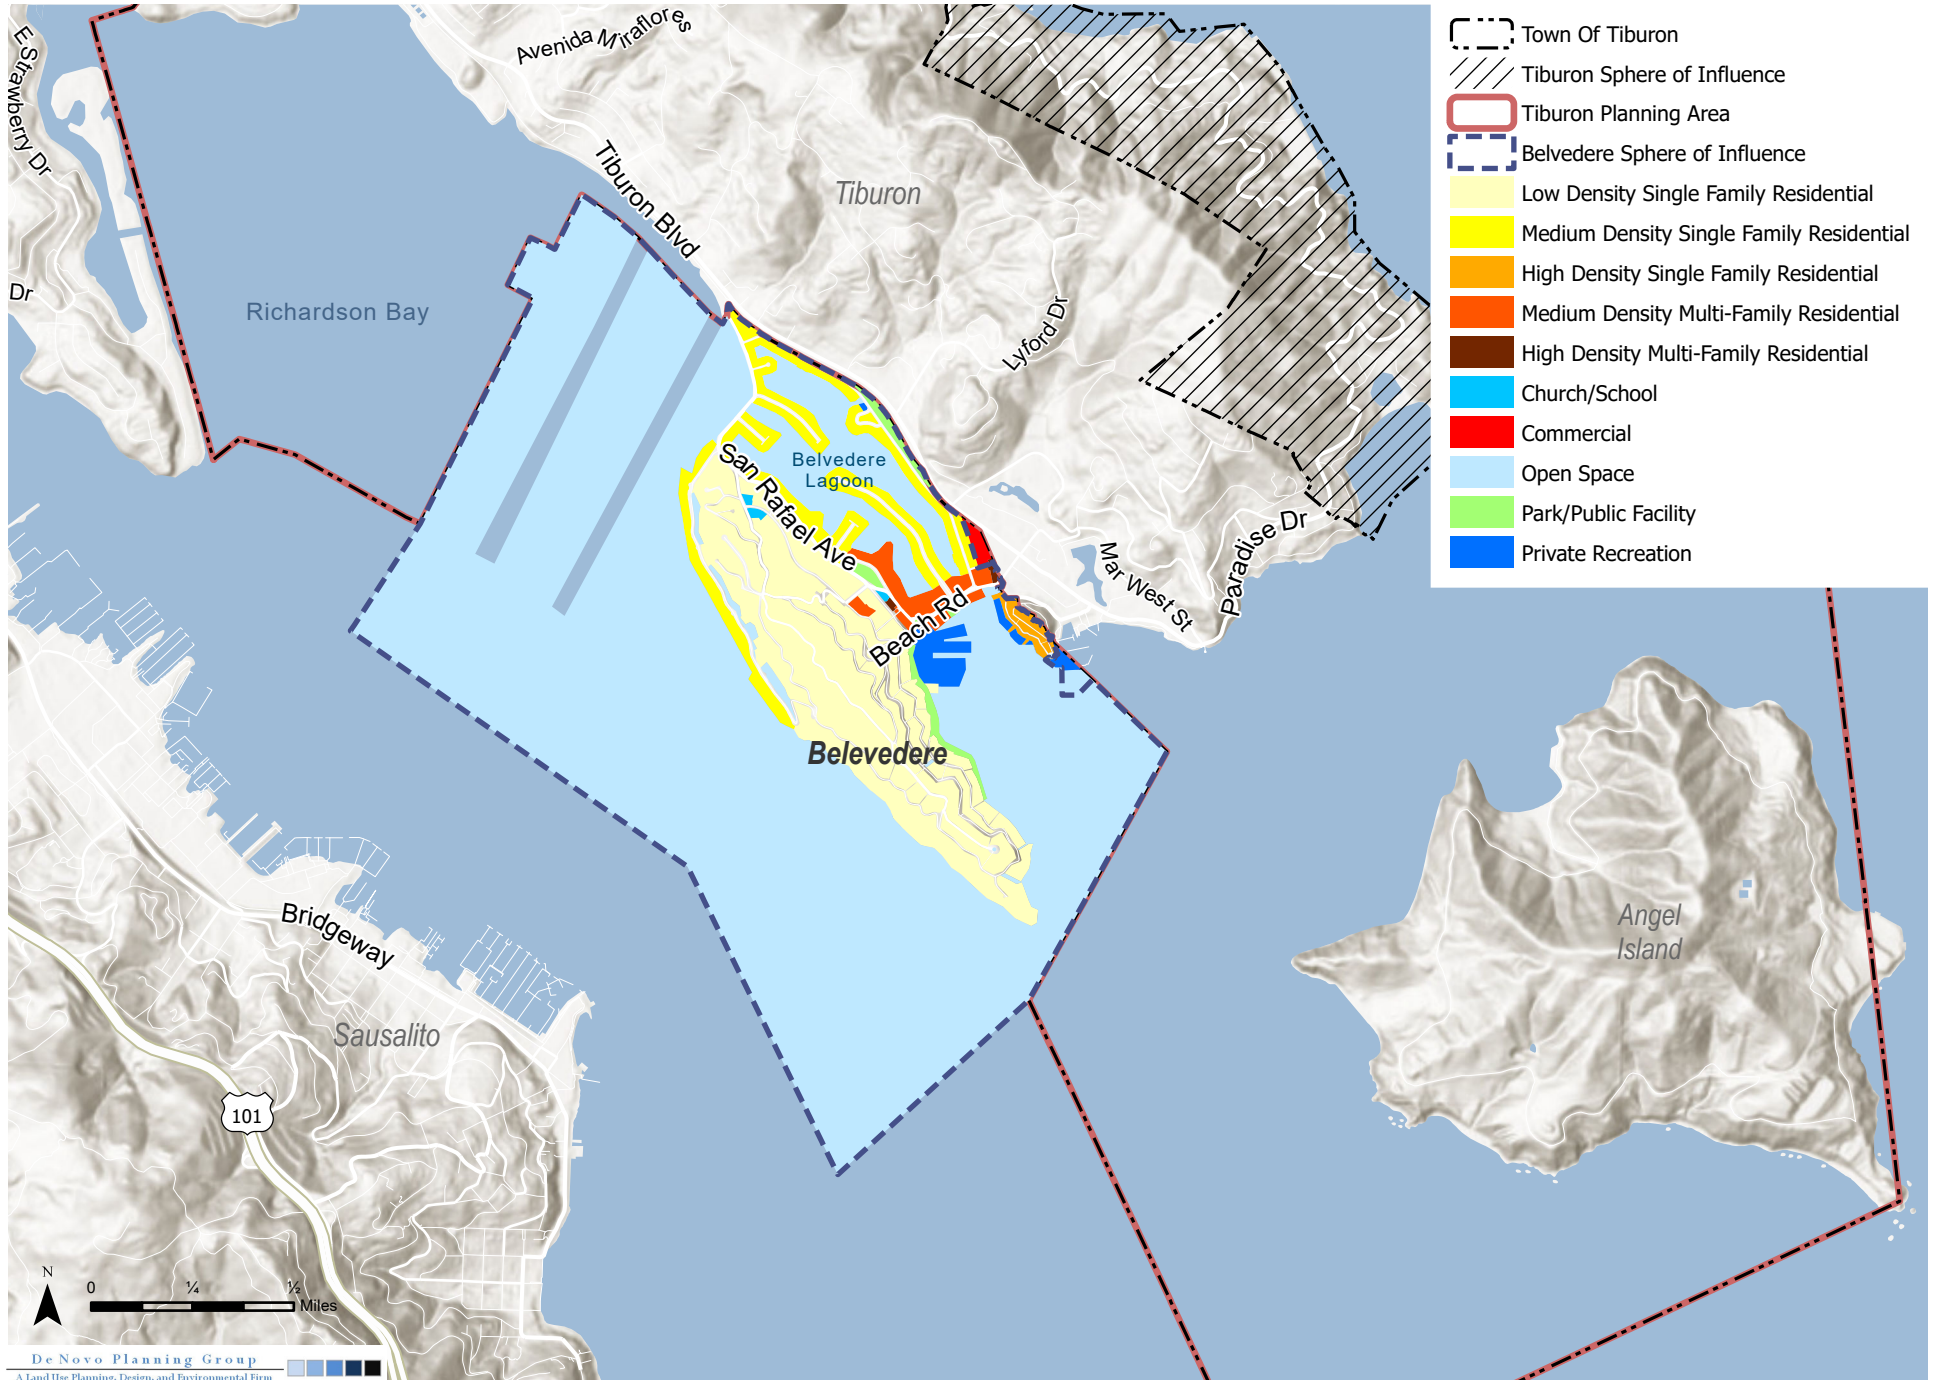 Town Of Tiburon
Tiburon Sphere of Influence
Tiburon Planning Area
Belvedere Sphere of Influence
Low Density Single Family Residential
Medium Density Single Family Residential
High Density Single Family Residential
Medium Density Multi-Family Residential
High Density Multi-Family Residential
Church/School
Commercial
Open Space
Park/Public Facility
Private Recreation
E Strawberry Dr
Avenida Miraflores
Tiburon Blvd
Tiburon
Dr
Richardson Bay
Lyford Dr
Belvedere
Lagoon
San Rafael Ave
Paradise Dr
Mar West St
Beach Rd
Belevedere
Angel
Island
Bridgeway
Sausalito
101
N
0
¼
½
Miles
De Novo Planning Group
A Land Use Planning, Design, and Environmental Firm